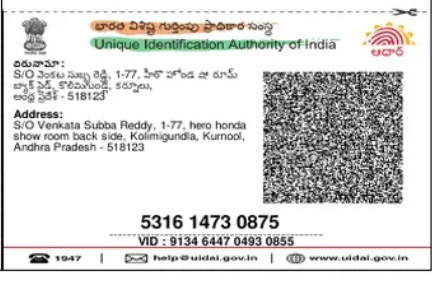 భారత విశిష్ట గుర్తింపు ప్రాధికార సంస్థ
Unique Identification Authority of India
ఆధార్
చిరునామా:
S/O వెంకట సుబ్బ రెడ్డి, 1-77, హీరో హోండ షో రూమ్
బ్యాక్ సైడ్, కొలిమిగుండ్ల, కర్నూలు,
ఆంధ్ర ప్రదేశ్ - 518123
Address:
S/O Venkata Subba Reddy, 1-77, hero honda
show room back side, Kolimigundla, Kurnool,
Andhra Pradesh - 518123
5316 1473 0875
VID : 9134 6447 0493 0855
1947 | help@uidai.gov.in | www.uidai.gov.in